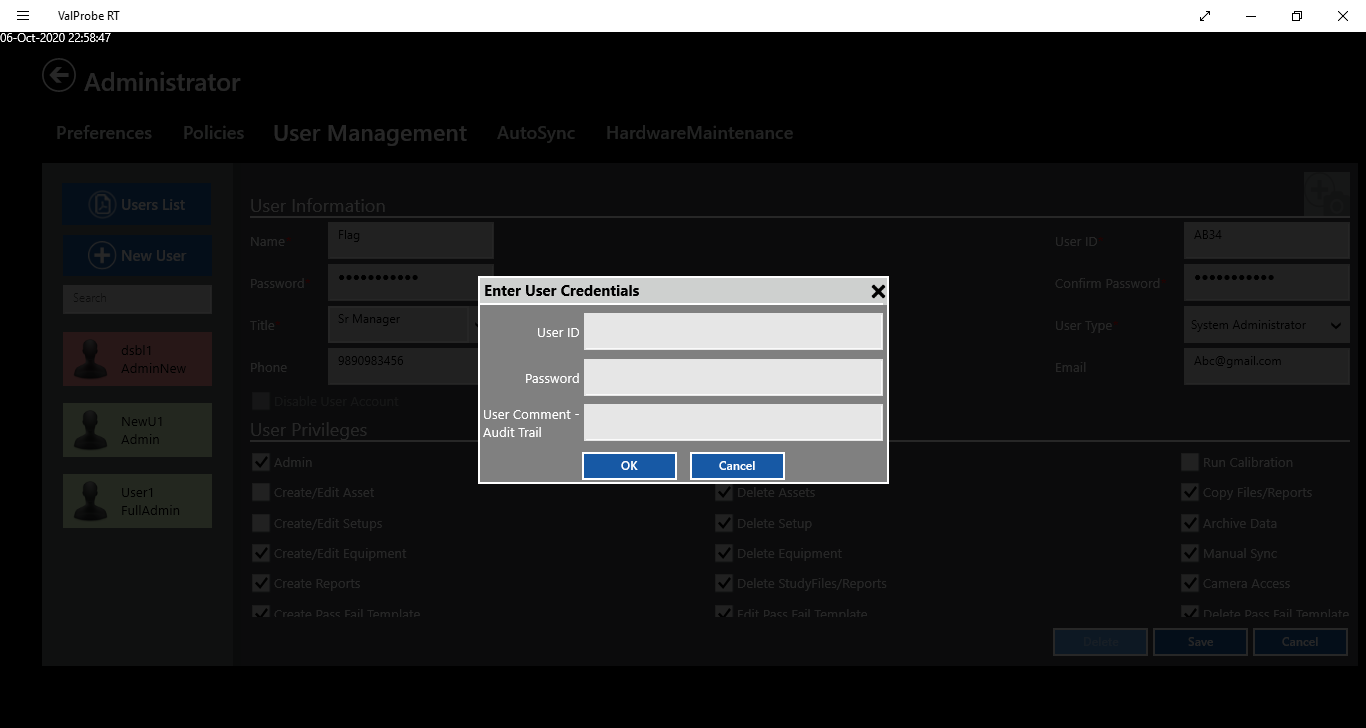 ValProbe RT
06-Oct-2020 22:58:47
Administrator
Preferences Policies User Management AutoSync HardwareMaintenance
Users List
New User
Search
dsbl1
AdminNew
NewU1
Admin
User1
FullAdmin
User Information
Name Flag User ID AB34
Password ••••••••••• Confirm Password •••••••••••
Title Sr Manager User Type System Administrator
Phone 9890983456 Email Abc@gmail.com
Disable User Account
User Privileges
Admin Run Calibration
Create/Edit Asset Delete Assets Copy Files/Reports
Create/Edit Setups Delete Setup Archive Data
Create/Edit Equipment Delete Equipment Manual Sync
Create Reports Delete StudyFiles/Reports Camera Access
Create Pass Fail Template Edit Pass Fail Template Delete Pass Fail Template
Delete Save Cancel
Enter User Credentials
User ID
Password
User Comment -
Audit Trail
OK Cancel